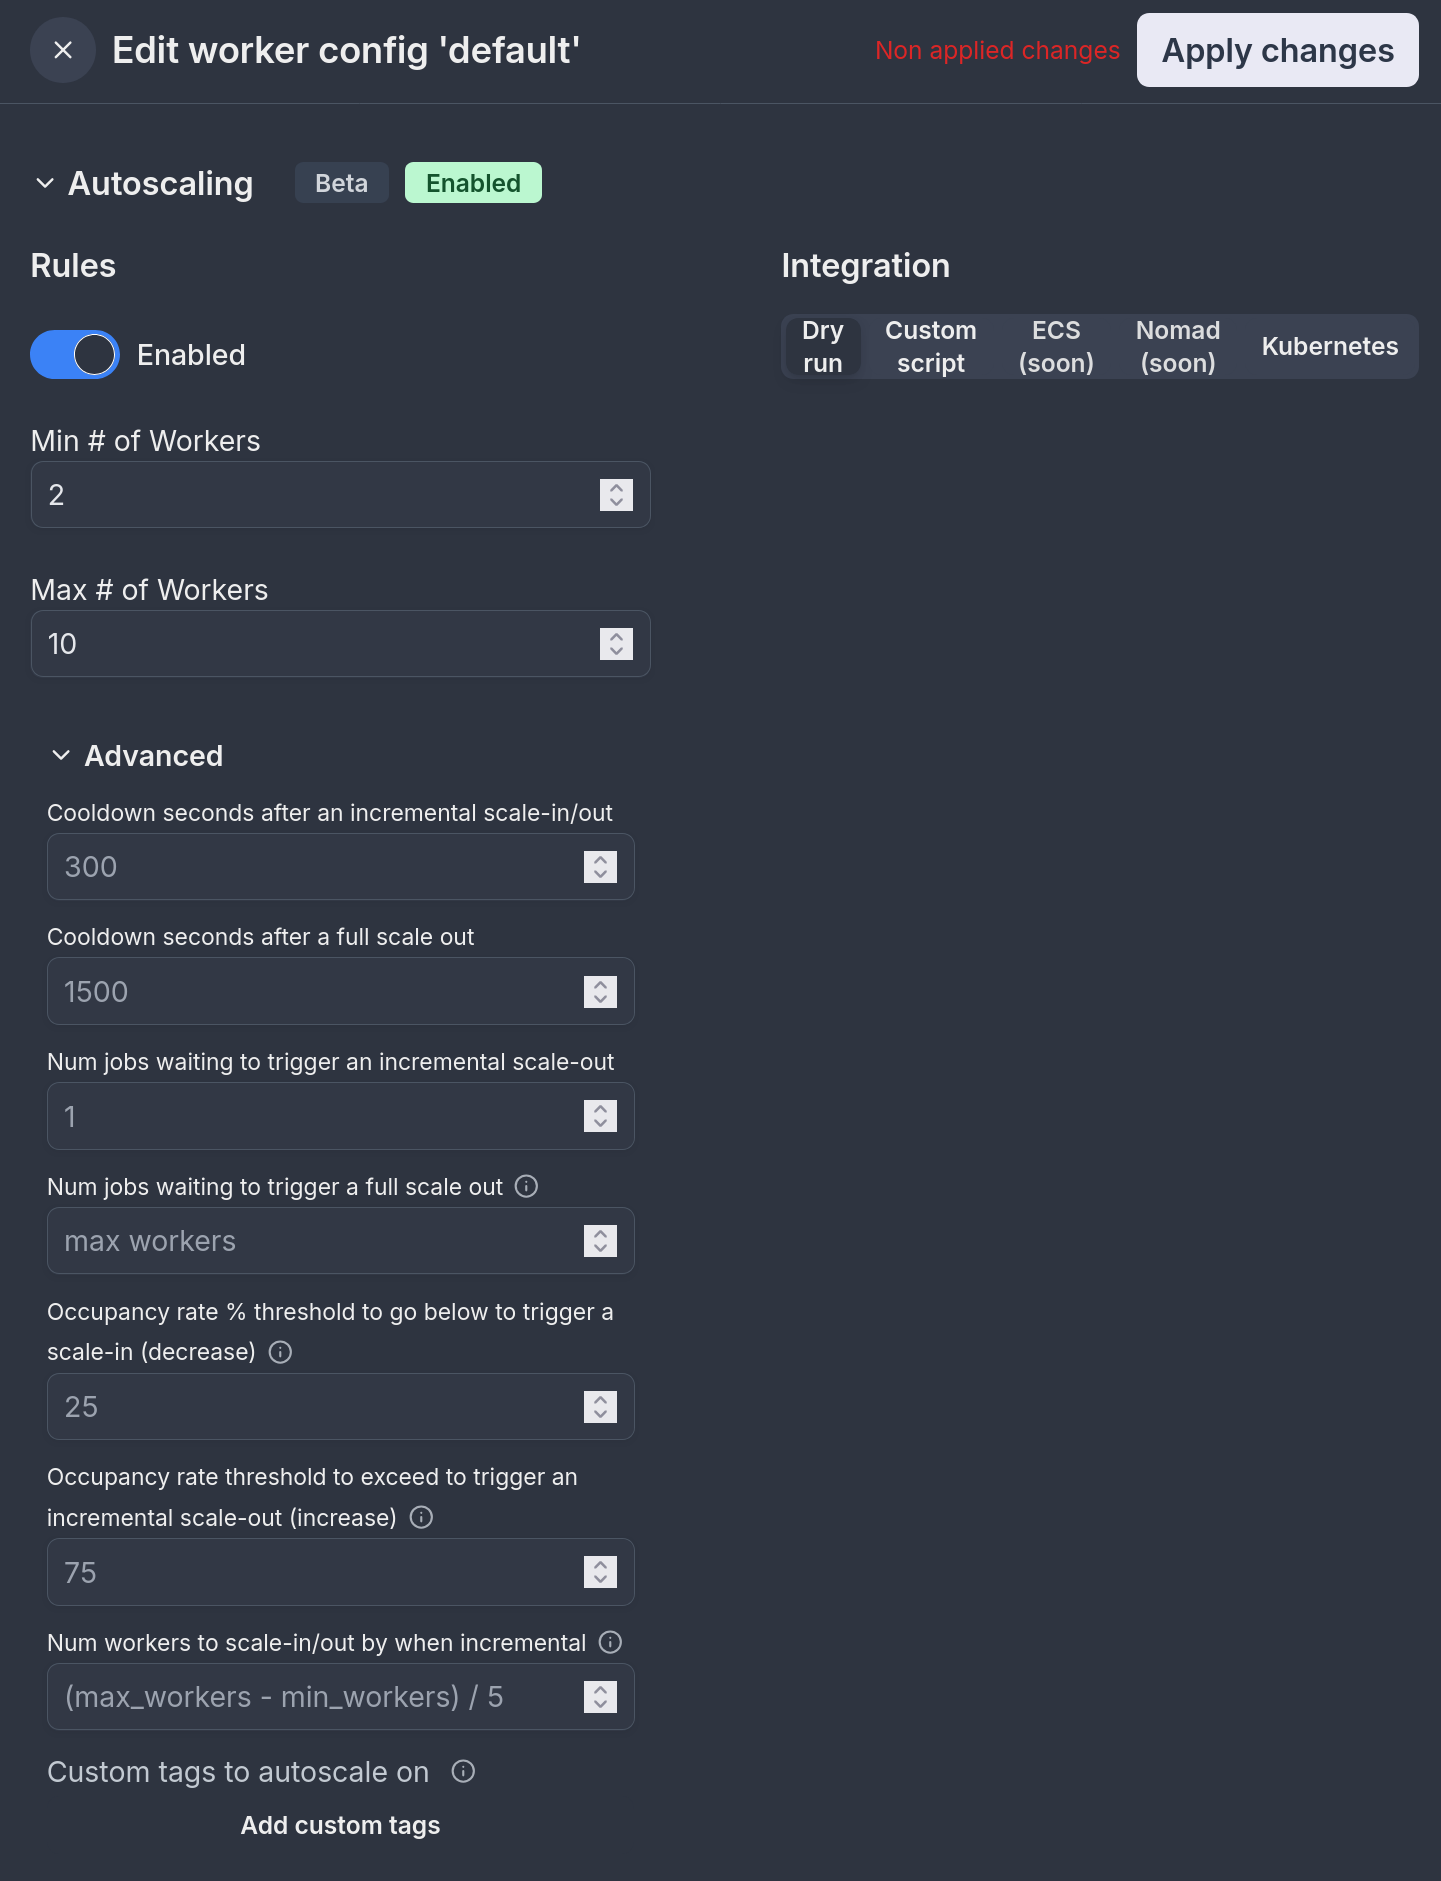 Edit worker config 'default'
Non applied changes
Apply changes
Autoscaling
Beta
Enabled
Rules
Enabled
Min # of Workers
2
Max # of Workers
10
Advanced
Cooldown seconds after an incremental scale-in/out
300
Cooldown seconds after a full scale out
1500
Num jobs waiting to trigger an incremental scale-out
1
Num jobs waiting to trigger a full scale out
max workers
Occupancy rate % threshold to go below to trigger a
scale-in (decrease)
25
Occupancy rate threshold to exceed to trigger an
incremental scale-out (increase)
75
Num workers to scale-in/out by when incremental
(max_workers - min_workers) / 5
Custom tags to autoscale on
Add custom tags
Integration
Dry
run
Custom
script
ECS
(soon)
Nomad
(soon)
Kubernetes